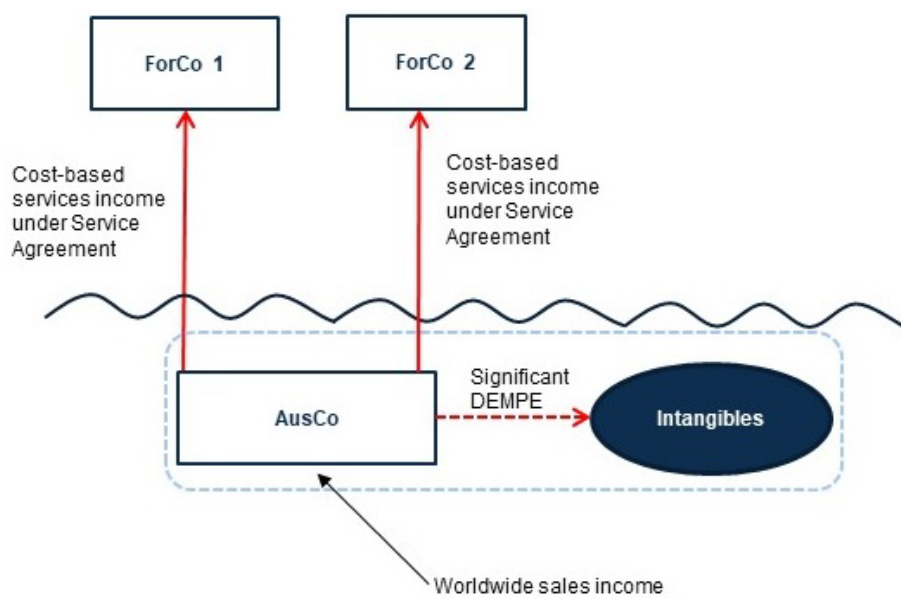 ForCo 1
ForCo 2
Cost-based
services income
under Service
Agreement
Cost-based
services income
under Service
Agreement
Significant
DEMPE
AusCo
Intangibles
Worldwide sales income